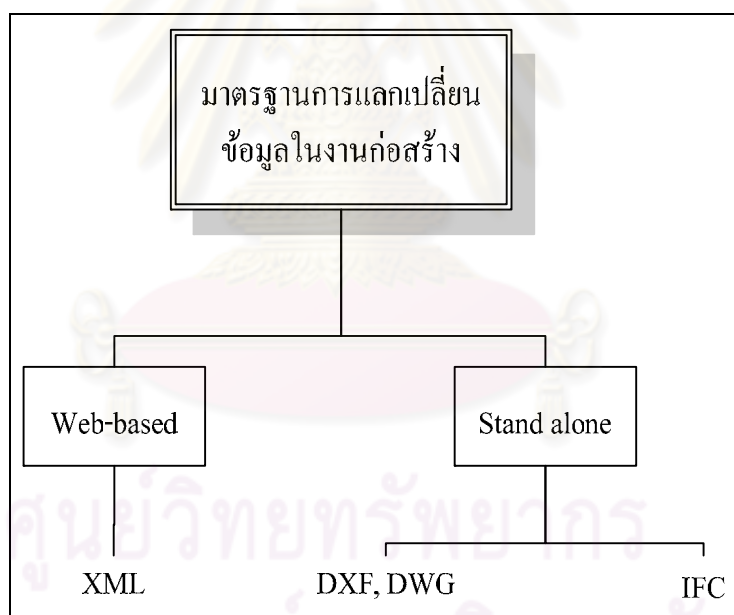 มาตรฐานการแลกเปลี่ยน
ข้อมูลในงานก่อสร้าง
Web-based
Stand alone
ศูนย์วิทยทรัพยากร
XML
DXF, DWG
IFC